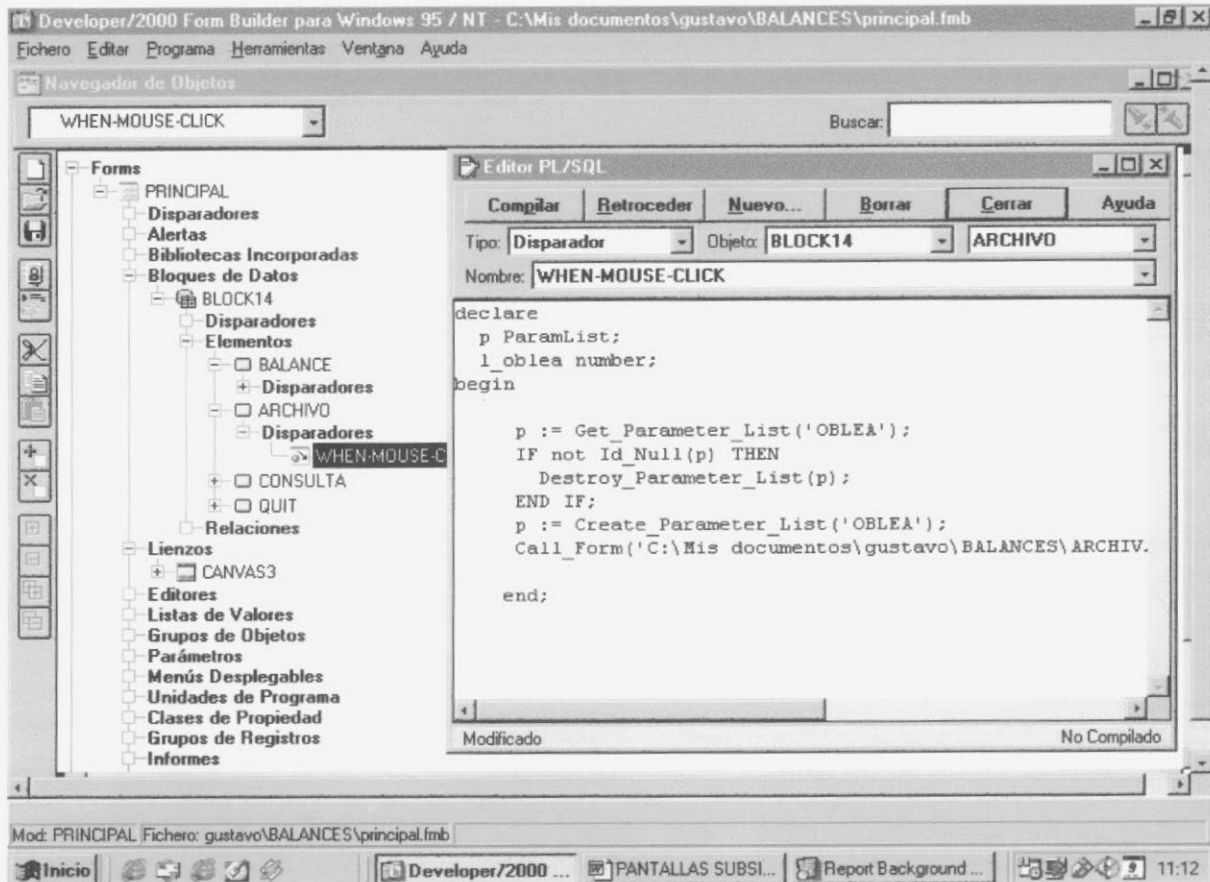 Developer/2000 Form Builder para Windows 95 / NT - C:\Mis documentos\gustavo\BALANCES\principal.fmb
Fichero Editar Programa Herramientas Ventana Ayuda
Navegador de Objetos
WHEN-MOUSE-CLICK
Buscar:
Forms
PRINCIPAL
Disparadores
Alertas
Bibliotecas Incorporadas
Bloques de Datos
BLOCK14
Disparadores
Elementos
BALANCE
Disparadores
ARCHIVO
Disparadores
WHEN-MOUSE-C
CONSULTA
QUIT
Relaciones
Lienzos
CANVAS3
Editores
Listas de Valores
Grupos de Objetos
Parámetros
Menús Desplegables
Unidades de Programa
Clases de Propiedad
Grupos de Registros
Informes
Editor PL/SQL
Compilar Retroceder Nuevo... Borrar Cerrar Ayuda
Tipo: Disparador Objeto: BLOCK14 ARCHIVO
Nombre: WHEN-MOUSE-CLICK
declare
p ParamList;
l_oblea number;
begin
p := Get_Parameter_List('OBLEA');
IF not Id_Null(p) THEN
Destroy_Parameter_List(p);
END IF;
p := Create_Parameter_List('OBLEA');
Call_Form('C:\Mis documentos\gustavo\BALANCES\ARCHIV.
end;
Modificado No Compilado
Mod: PRINCIPAL Fichero: gustavo\BALANCES\principal.fmb
Inicio Developer/2000 ... PANTALLAS SUBSI... Report Background ... 11:12